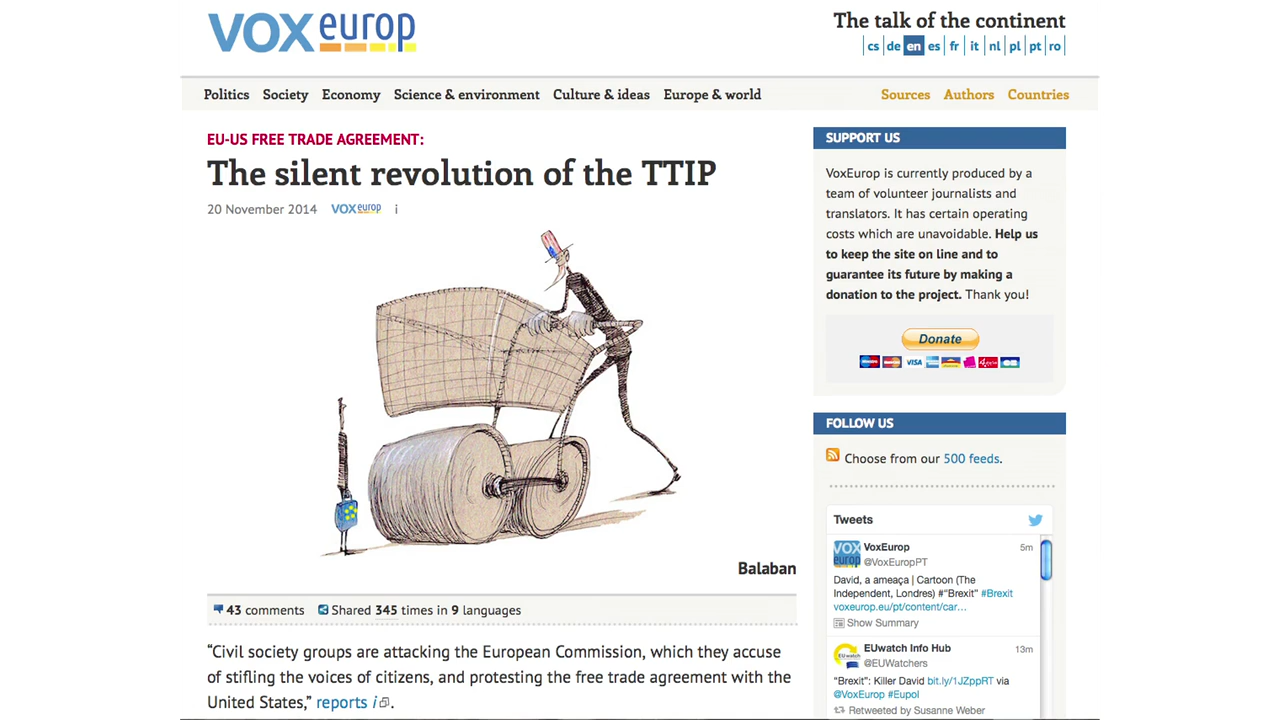 VOXeurop
The talk of the continent
cs de en es fr it nl pl pt ro
Politics Society Economy Science & environment Culture & ideas Europe & world Sources Authors Countries
EU-US FREE TRADE AGREEMENT:
The silent revolution of the TTIP
20 November 2014 VOXeurop i
Balaban
43 comments Shared 345 times in 9 languages
“Civil society groups are attacking the European Commission, which they accuse
of stifling the voices of citizens, and protesting the free trade agreement with the
United States,” reports i.
SUPPORT US
VoxEurop is currently produced by a
team of volunteer journalists and
translators. It has certain operating
costs which are unavoidable. Help us
to keep the site on line and to
guarantee its future by making a
donation to the project. Thank you!
Donate
VISA
FOLLOW US
Choose from our 500 feeds.
Tweets
VOX europ
VoxEurop 5m
@VoxEuropPT
David, a ameaça | Cartoon (The
Independent, Londres) #“Brexit” #Brexit
voxeurop.eu/pt/content/car…
Show Summary
EUwatch
EUwatch Info Hub 13m
@EUWatchers
“Brexit”: Killer David bit.ly/1JZppRT via
@VoxEurop #Eupol
Retweeted by Susanne Weber